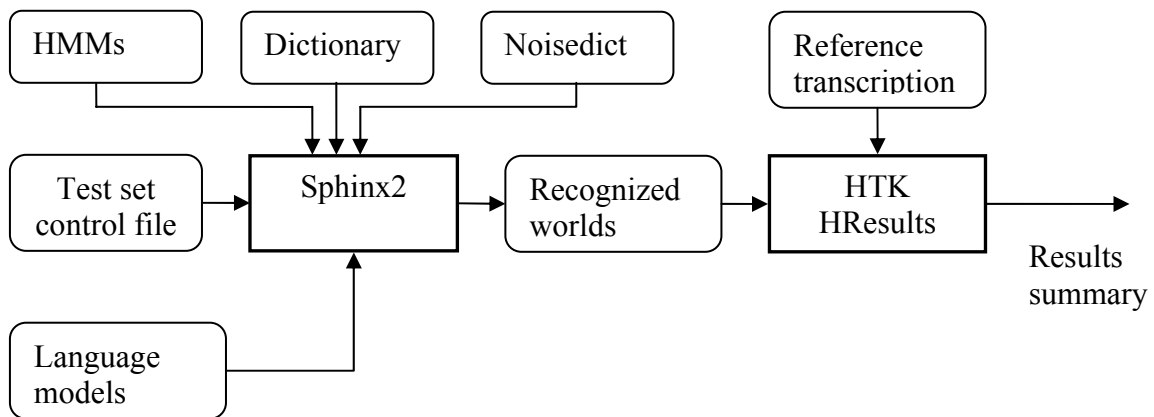 HMMs
Dictionary
Noisedict
Reference
transcription
Test set
control file
Sphinx2
Recognized
worlds
HTK
HResults
Results
summary
Language
models